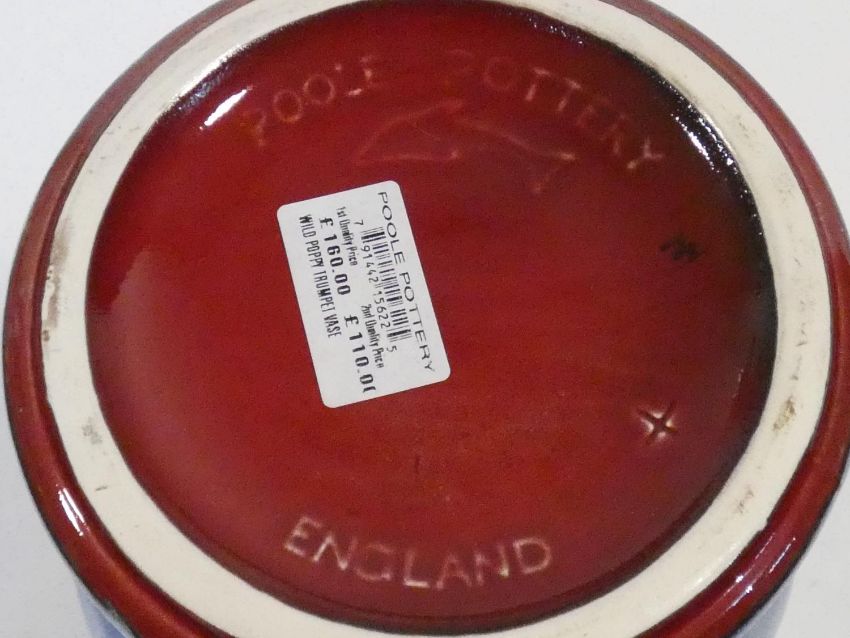 POOLE POTTERY
POOLE POTTERY
7 91442 15622 5
1st Quality Price 2nd Quality Price
£ 160.00 £ 110.00
WILD POPPY TRUMPET VASE
ENGLAND